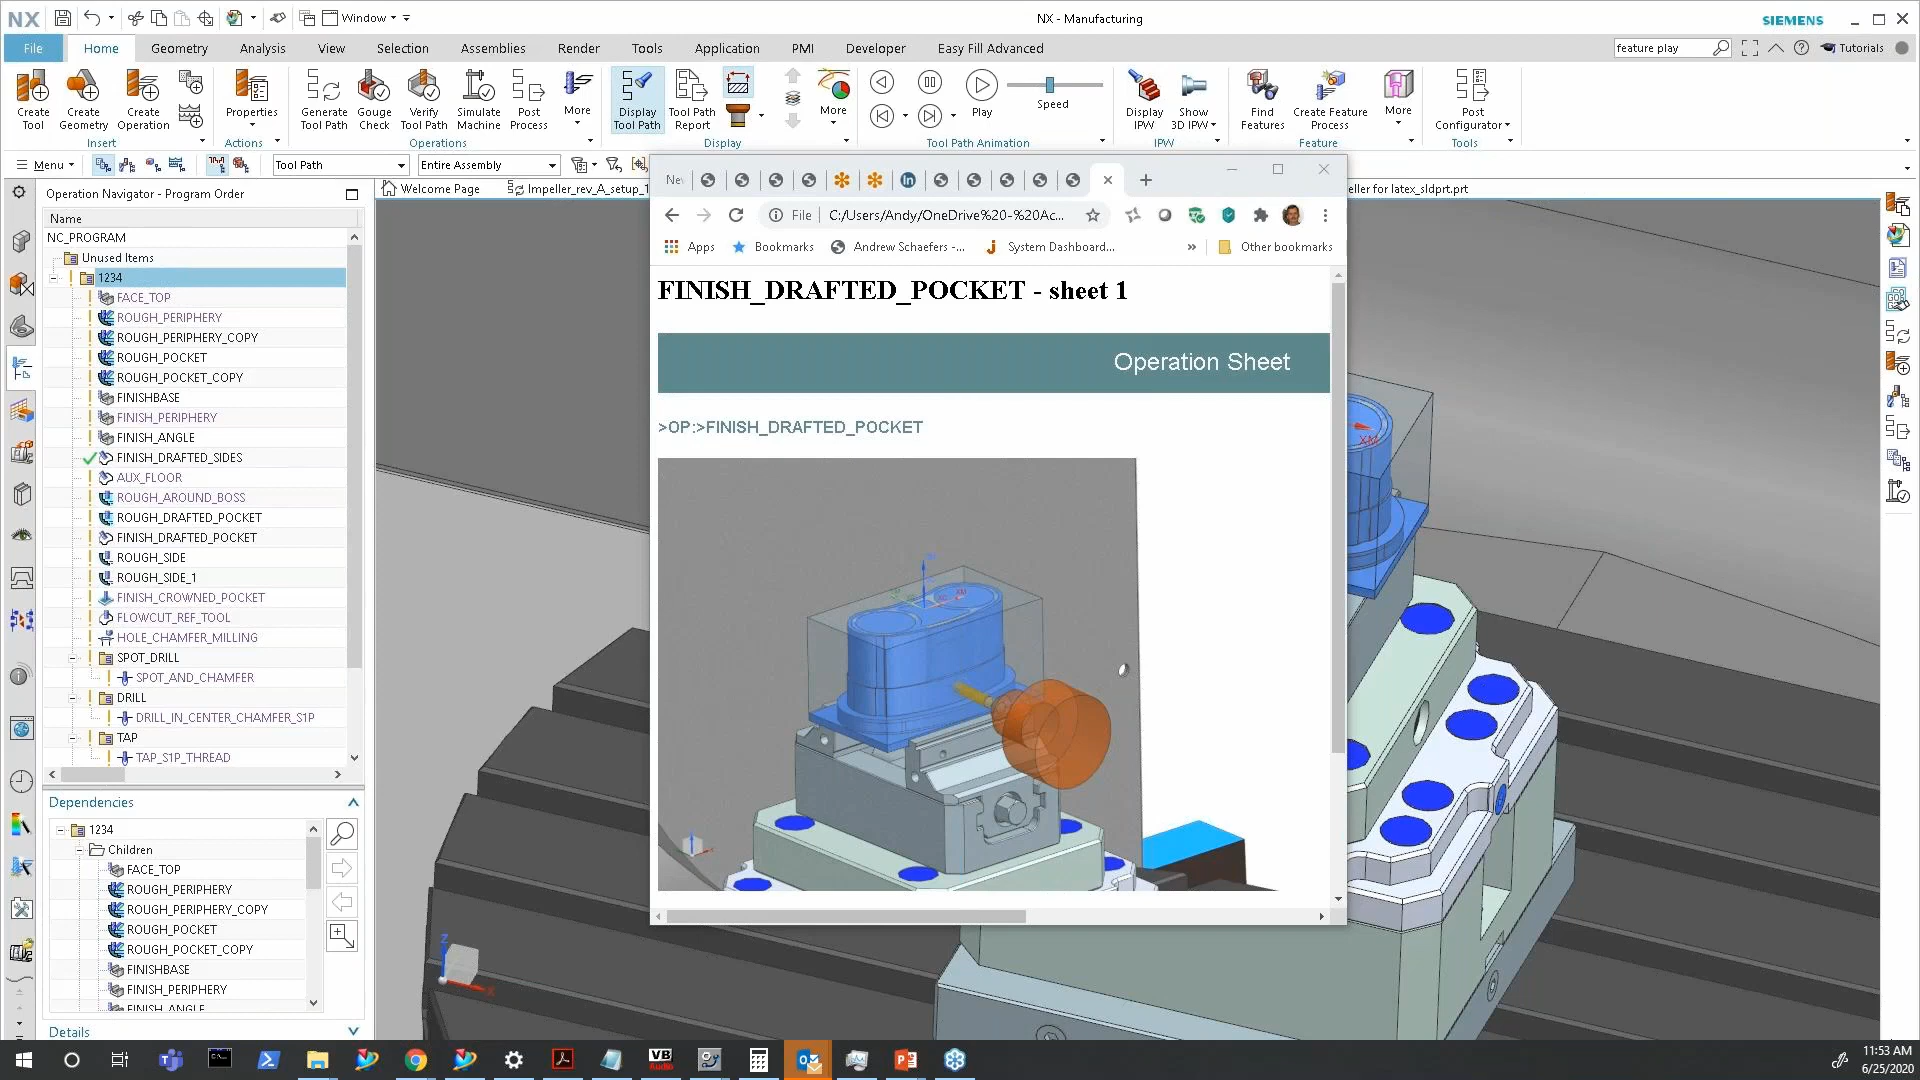 NX
Window
NX - Manufacturing
SIEMENS
File
Home
Geometry
Analysis
View
Selection
Assemblies
Render
Tools
Application
PMI
Developer
Easy Fill Advanced
feature play
Tutorials
Create Tool
Create Geometry
Create Operation
Properties
Generate Tool Path
Gouge Check
Verify Tool Path
Simulate Machine
Post Process
More
Display Tool Path
Tool Path Report
More
Play
Speed
Display IPW
Show 3D IPW
Find Features
Create Feature Process
More
Post Configurator
Insert
Actions
Operations
Display
Tool Path Animation
IPW
Feature
Tools
Menu
Tool Path
Entire Assembly
Operation Navigator - Program Order
Welcome Page
Impeller_rev_A_setup_1
eller for latex_sldprt.prt
Name
NC_PROGRAM
Unused Items
1234
FACE_TOP
ROUGH_PERIPHERY
ROUGH_PERIPHERY_COPY
ROUGH_POCKET
ROUGH_POCKET_COPY
FINISHBASE
FINISH_PERIPHERY
FINISH_ANGLE
FINISH_DRAFTED_SIDES
AUX_FLOOR
ROUGH_AROUND_BOSS
ROUGH_DRAFTED_POCKET
FINISH_DRAFTED_POCKET
ROUGH_SIDE
ROUGH_SIDE_1
FINISH_CROWNED_POCKET
FLOWCUT_REF_TOOL
HOLE_CHAMFER_MILLING
SPOT_DRILL
SPOT_AND_CHAMFER
DRILL
DRILL_IN_CENTER_CHAMFER_S1P
TAP
TAP_S1P_THREAD
Dependencies
1234
Children
FACE_TOP
ROUGH_PERIPHERY
ROUGH_PERIPHERY_COPY
ROUGH_POCKET
ROUGH_POCKET_COPY
FINISHBASE
FINISH_PERIPHERY
FINISH_ANGLE
Details
Nev
in
File
C:/Users/Andy/OneDrive%20-%20Ac...
Apps
Bookmarks
Andrew Schaefers -...
System Dashboard...
»
Other bookmarks
FINISH_DRAFTED_POCKET - sheet 1
Operation Sheet
>OP:>FINISH_DRAFTED_POCKET
XC
XM
XM
Z
X
VB
11:53 AM
6/25/2020